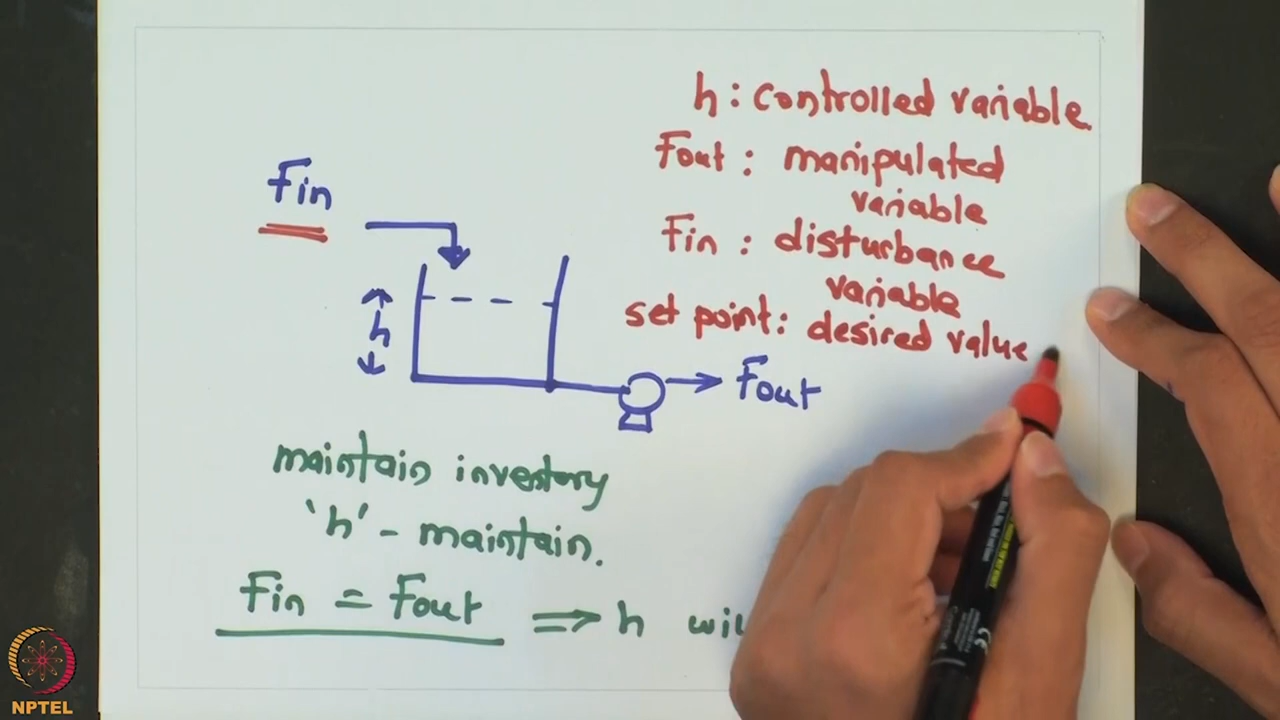 h : controlled variable
Fout : manipulated
variable
Fin : disturbance
variable
set point : desired value
Fin
h
Fout
maintain inventory
'h' - maintain.
Fin = Fout ⇒ h
NPTEL